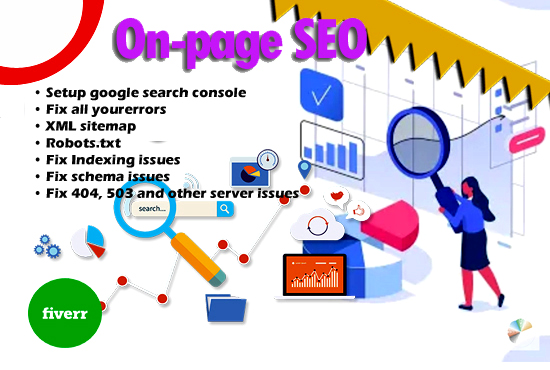 On-page SEO
• Setup google search console
• Fix all yourerrors
• XML sitemap
• Robots.txt
• Fix Indexing issues
• Fix schema issues
• Fix 404, 503 and other server issues
search...
fiverr